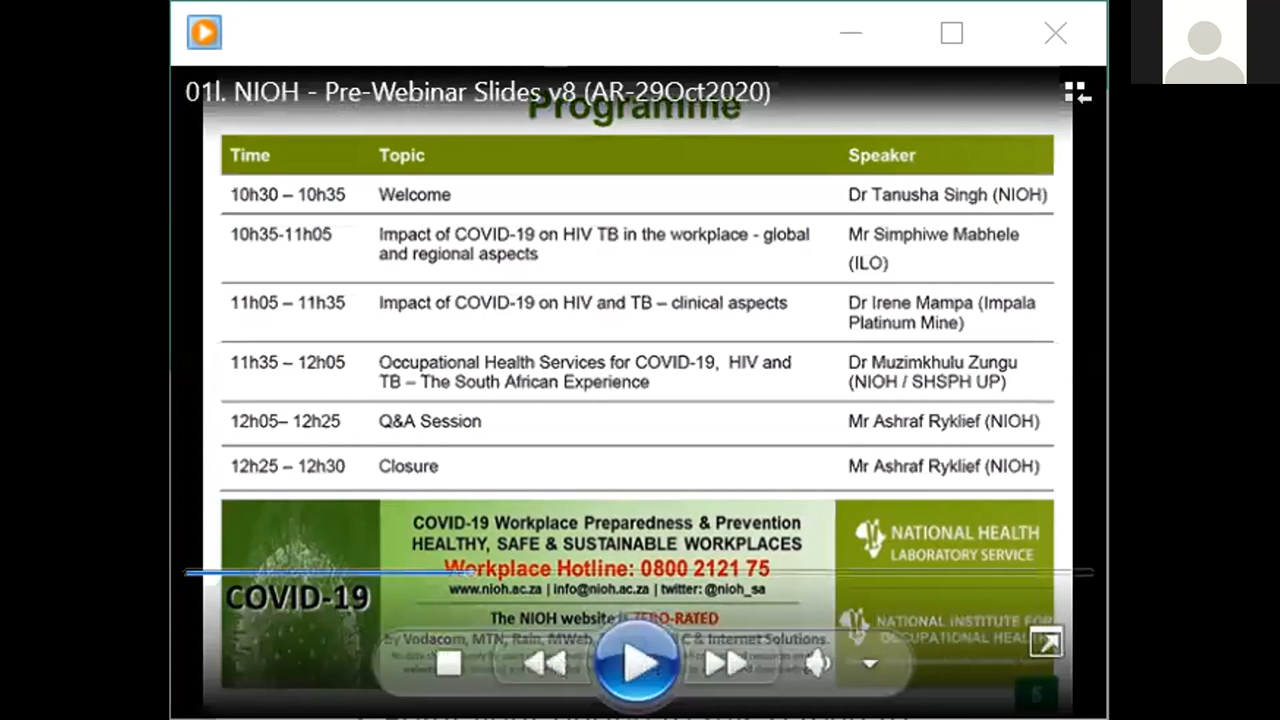 01l. NIOH - Pre-Webinar Slides v8 (AR-29Oct2020)
Programme
Time Topic Speaker
10h30 – 10h35 Welcome Dr Tanusha Singh (NIOH)
10h35-11h05 Impact of COVID-19 on HIV TB in the workplace - global Mr Simphiwe Mabhele
and regional aspects (ILO)
11h05 – 11h35 Impact of COVID-19 on HIV and TB – clinical aspects Dr Irene Mampa (Impala
Platinum Mine)
11h35 – 12h05 Occupational Health Services for COVID-19, HIV and Dr Muzimkhulu Zungu
TB – The South African Experience (NIOH / SHSPH UP)
12h05– 12h25 Q&A Session Mr Ashraf Ryklief (NIOH)
12h25 – 12h30 Closure Mr Ashraf Ryklief (NIOH)
COVID-19
COVID-19 Workplace Preparedness & Prevention
HEALTHY, SAFE & SUSTAINABLE WORKPLACES
Workplace Hotline: 0800 2121 75
www.nioh.ac.za | info@nioh.ac.za | twitter: @nioh_sa
The NIOH website is ZERO-RATED
by Vodacom, MTN, Rain, MWeb, & Internet Solutions.
NATIONAL HEALTH
LABORATORY SERVICE
NATIONAL INSTITUTE FOR
OCCUPATIONAL HEALTH
5